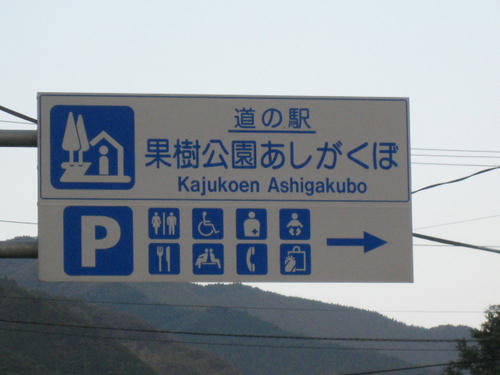 道の駅
果樹公園あしがくぼ
Kajukoen Ashigakubo
P